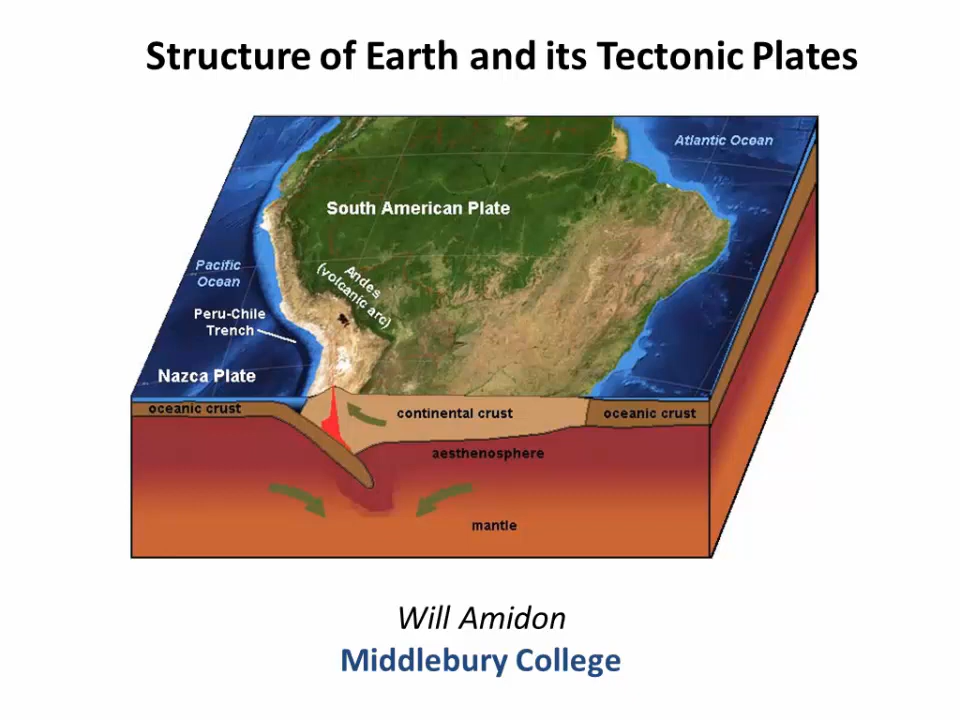 Structure of Earth and its Tectonic Plates
Atlantic Ocean
South American Plate
Pacific
Ocean
Andes
(volcanic arc)
Peru-Chile
Trench
Nazca Plate
oceanic crust
continental crust
oceanic crust
aesthenosphere
mantle
Will Amidon
Middlebury College